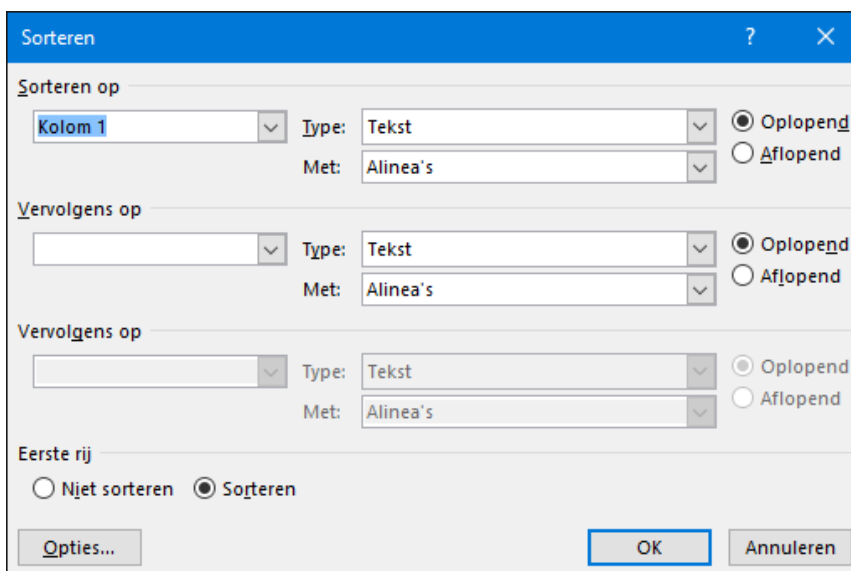 Sorteren ?
Sorteren op
Kolom 1 Type: Tekst Oplopend
Met: Alinea's Aflopend
Vervolgens op
Type: Tekst Oplopend
Met: Alinea's Aflopend
Vervolgens op
Type: Tekst Oplopend
Met: Alinea's Aflopend
Eerste rij
Niet sorteren Sorteren
Opties... OK Annuleren